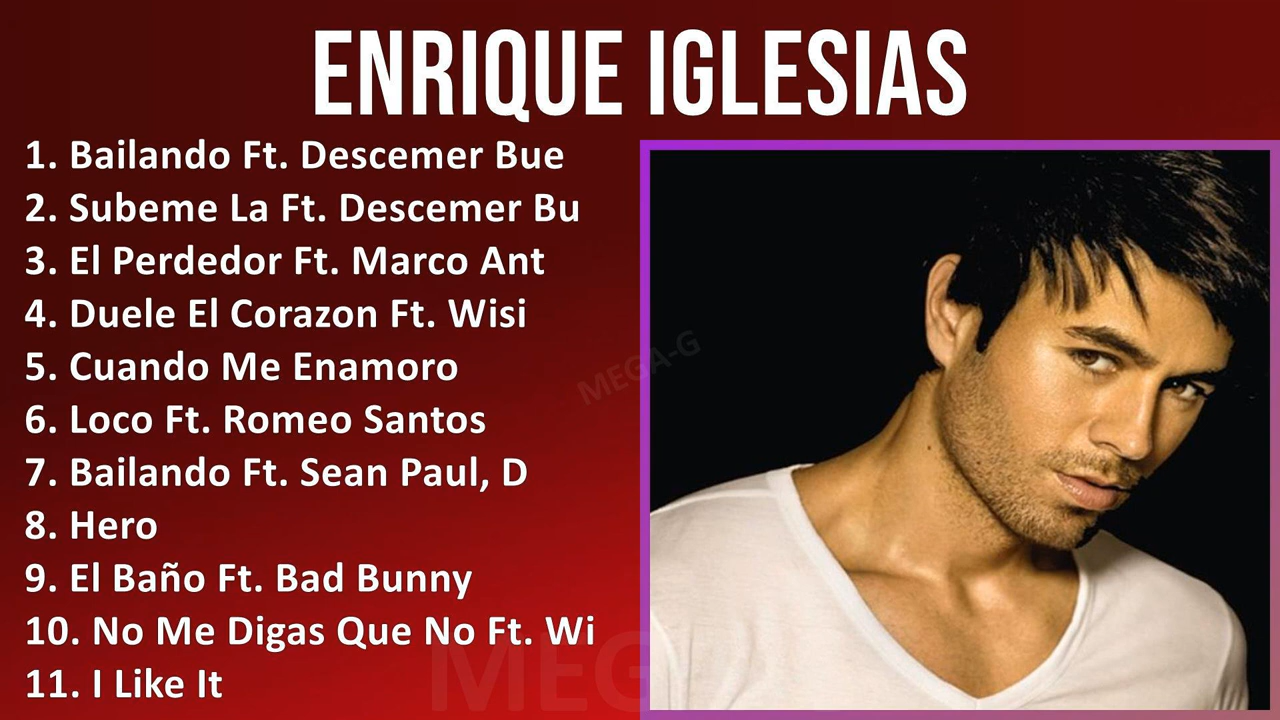 ENRIQUE IGLESIAS
1. Bailando Ft. Descemer Bue
2. Subeme La Ft. Descemer Bu
3. El Perdedor Ft. Marco Ant
4. Duele El Corazon Ft. Wisi
5. Cuando Me Enamoro
6. Loco Ft. Romeo Santos
7. Bailando Ft. Sean Paul, D
8. Hero
9. El Baño Ft. Bad Bunny
10. No Me Digas Que No Ft. Wi
11. I Like It
MEGA-G
MEG